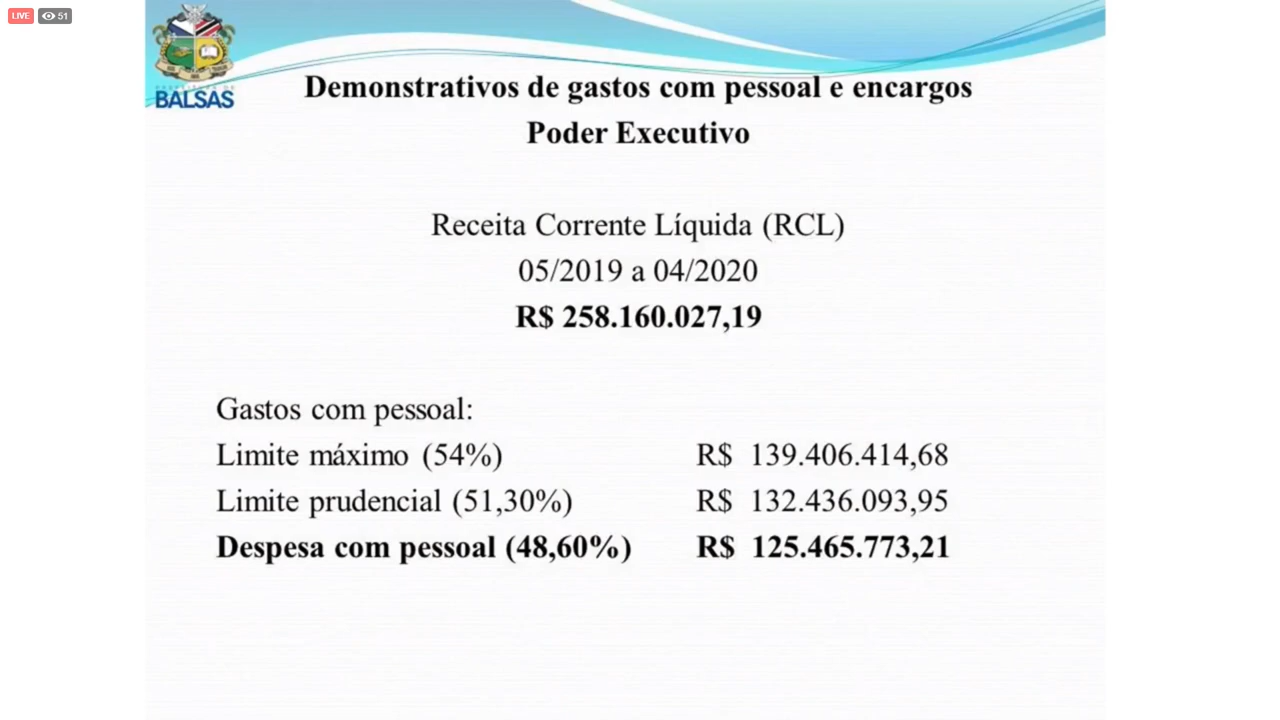 LIVE 51
BALSAS
Demonstrativos de gastos com pessoal e encargos
Poder Executivo
Receita Corrente Líquida (RCL)
05/2019 a 04/2020
R$ 258.160.027,19
Gastos com pessoal:
Limite máximo (54%) R$ 139.406.414,68
Limite prudencial (51,30%) R$ 132.436.093,95
Despesa com pessoal (48,60%) R$ 125.465.773,21